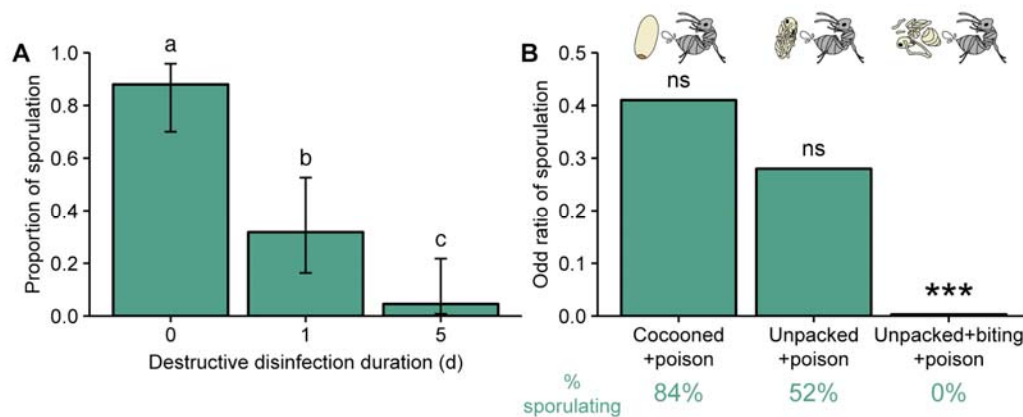 A
Proportion of sporulation
1.0
0.8
0.6
0.4
0.2
0.0
a
b
c
0 1 5
Destructive disinfection duration (d)
B
Odd ratio of sporulation
0.5
0.4
0.3
0.2
0.1
0.0
ns
ns
***
Cocooned
+poison
Unpacked
+poison
Unpacked+biting
+poison
%
sporulating
84% 52% 0%